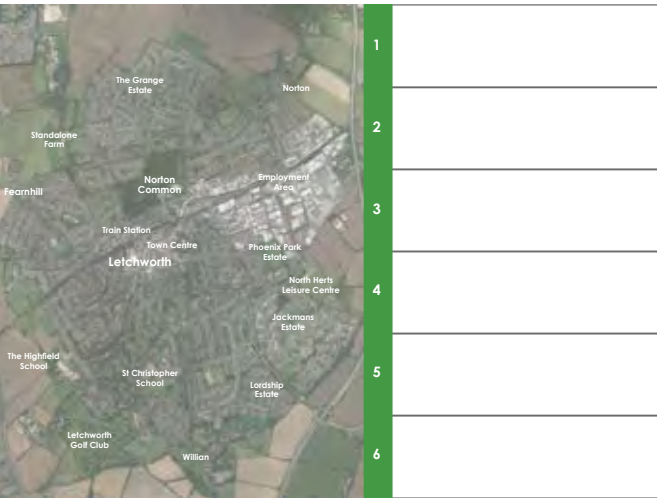 The Grange
Estate
Norton
Standalone
Farm
Norton
Common
Employment
Area
Fearnhill
Train Station
Town Centre
Phoenix Park
Estate
Letchworth
North Herts
Leisure Centre
Jackmans
Estate
The Highfield
School
St Christopher
School
Lordship
Estate
Letchworth
Golf Club
Willian
1
2
3
4
5
6